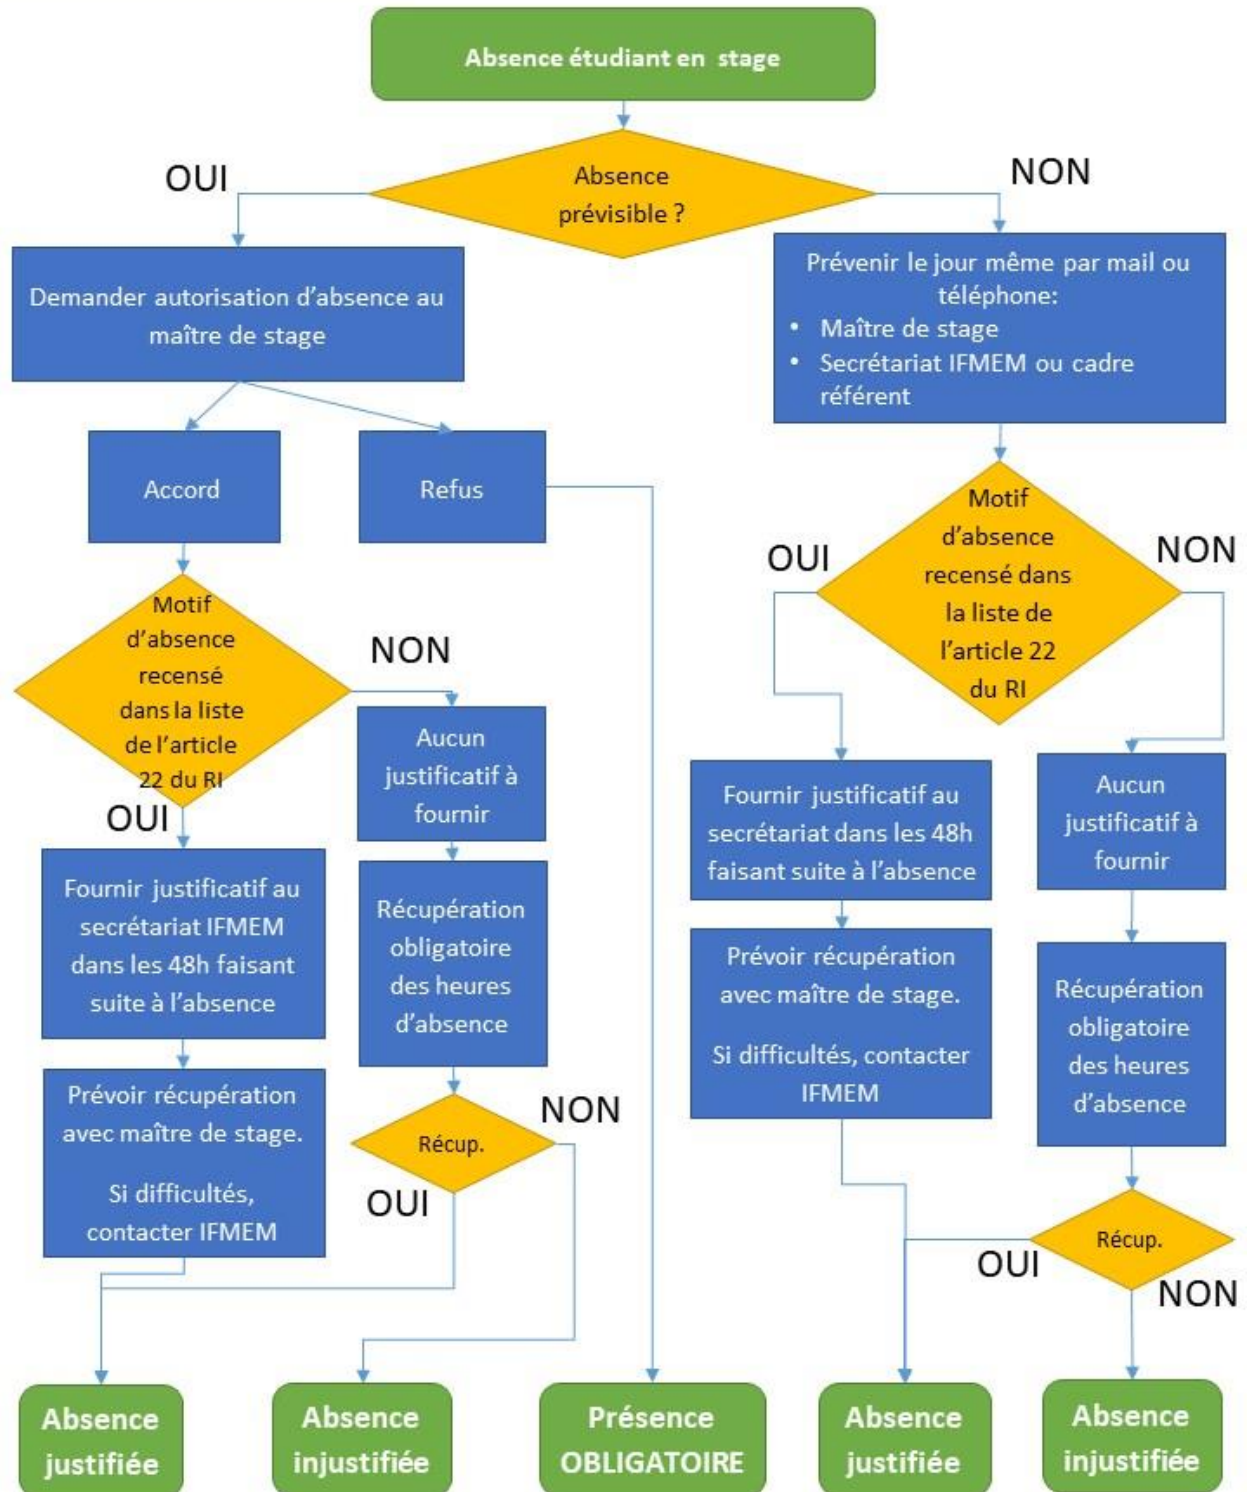 Absence étudiant en stage
Absence
prévisible ?
OUI
NON
Demander autorisation d'absence au
maître de stage
Prévenir le jour même par mail ou
téléphone:
• Maître de stage
• Secrétariat IFMEM ou cadre
référent
Accord
Refus
Motif
d'absence
recensé
dans la liste
de l'article
22 du RI
NON
OUI
Aucun
justificatif à
fournir
Fournir justificatif au
secrétariat IFMEM
dans les 48h faisant
suite à l'absence
Récupération
obligatoire
des heures
d'absence
Prévoir récupération
avec maître de stage.
Si difficultés,
contacter IFMEM
Récup.
NON
OUI
Motif
d'absence
recensé dans
la liste de
l'article 22
du RI
OUI
NON
Fournir justificatif au
secrétariat dans les 48h
faisant suite à l'absence
Aucun
justificatif à
fournir
Prévoir récupération
avec maître de stage.
Si difficultés, contacter
IFMEM
Récupération
obligatoire
des heures
d'absence
Récup.
OUI
NON
Absence
justifiée
Absence
injustifiée
Présence
OBLIGATOIRE
Absence
justifiée
Absence
injustifiée